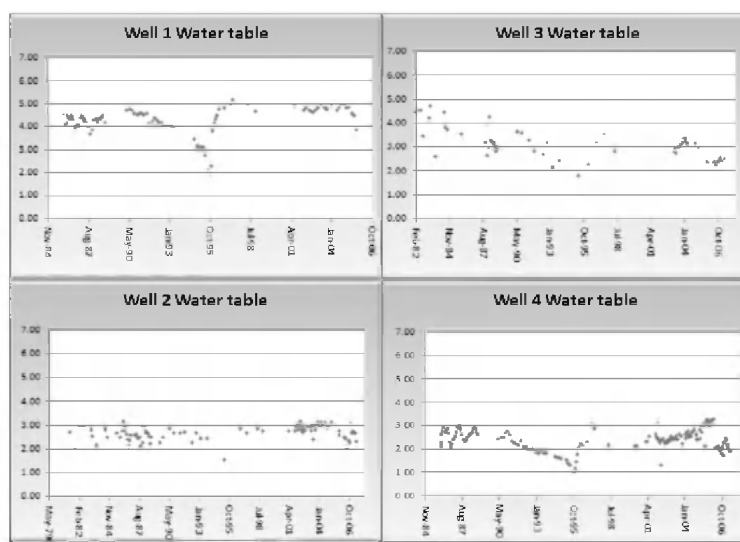 Well 1 Water table
7.00
6.00
5.00
4.00
3.00
2.00
1.00
0.00
Nov-84
Aug-87
May-90
Jan-93
Oct-95
Jul-98
Apr-01
Jan-04
Oct-06
Well 3 Water table
7.00
6.00
5.00
4.00
3.00
2.00
1.00
0.00
Feb-82
Nov-84
Aug-87
May-90
Jan-93
Oct-95
Jul-98
Apr-01
Jan-04
Oct-06
Well 2 Water table
7.00
6.00
5.00
4.00
3.00
2.00
1.00
0.00
May-79
Feb-82
Nov-84
Aug-87
May-90
Jan-93
Oct-95
Jul-98
Apr-01
Jan-04
Oct-06
Well 4 Water table
7.00
6.00
5.00
4.00
3.00
2.00
1.00
0.00
Nov-84
Aug-87
May-90
Jan-93
Oct-95
Jul-98
Apr-01
Jan-04
Oct-06